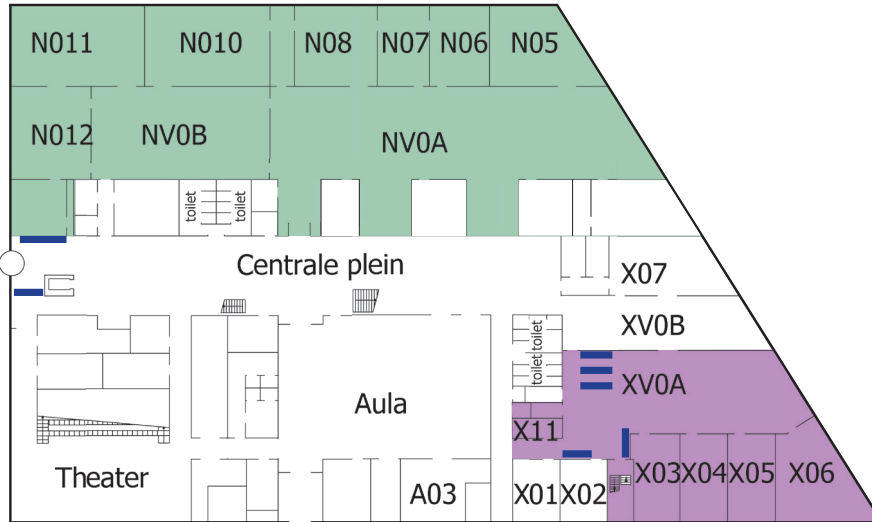 N011
N010
N08
N07
N06
N05
N012
NV0B
NV0A
toilet
toilet
Centrale plein
X07
XV0B
toilet
toilet
XV0A
Aula
X11
Theater
A03
X01
X02
X03
X04
X05
X06